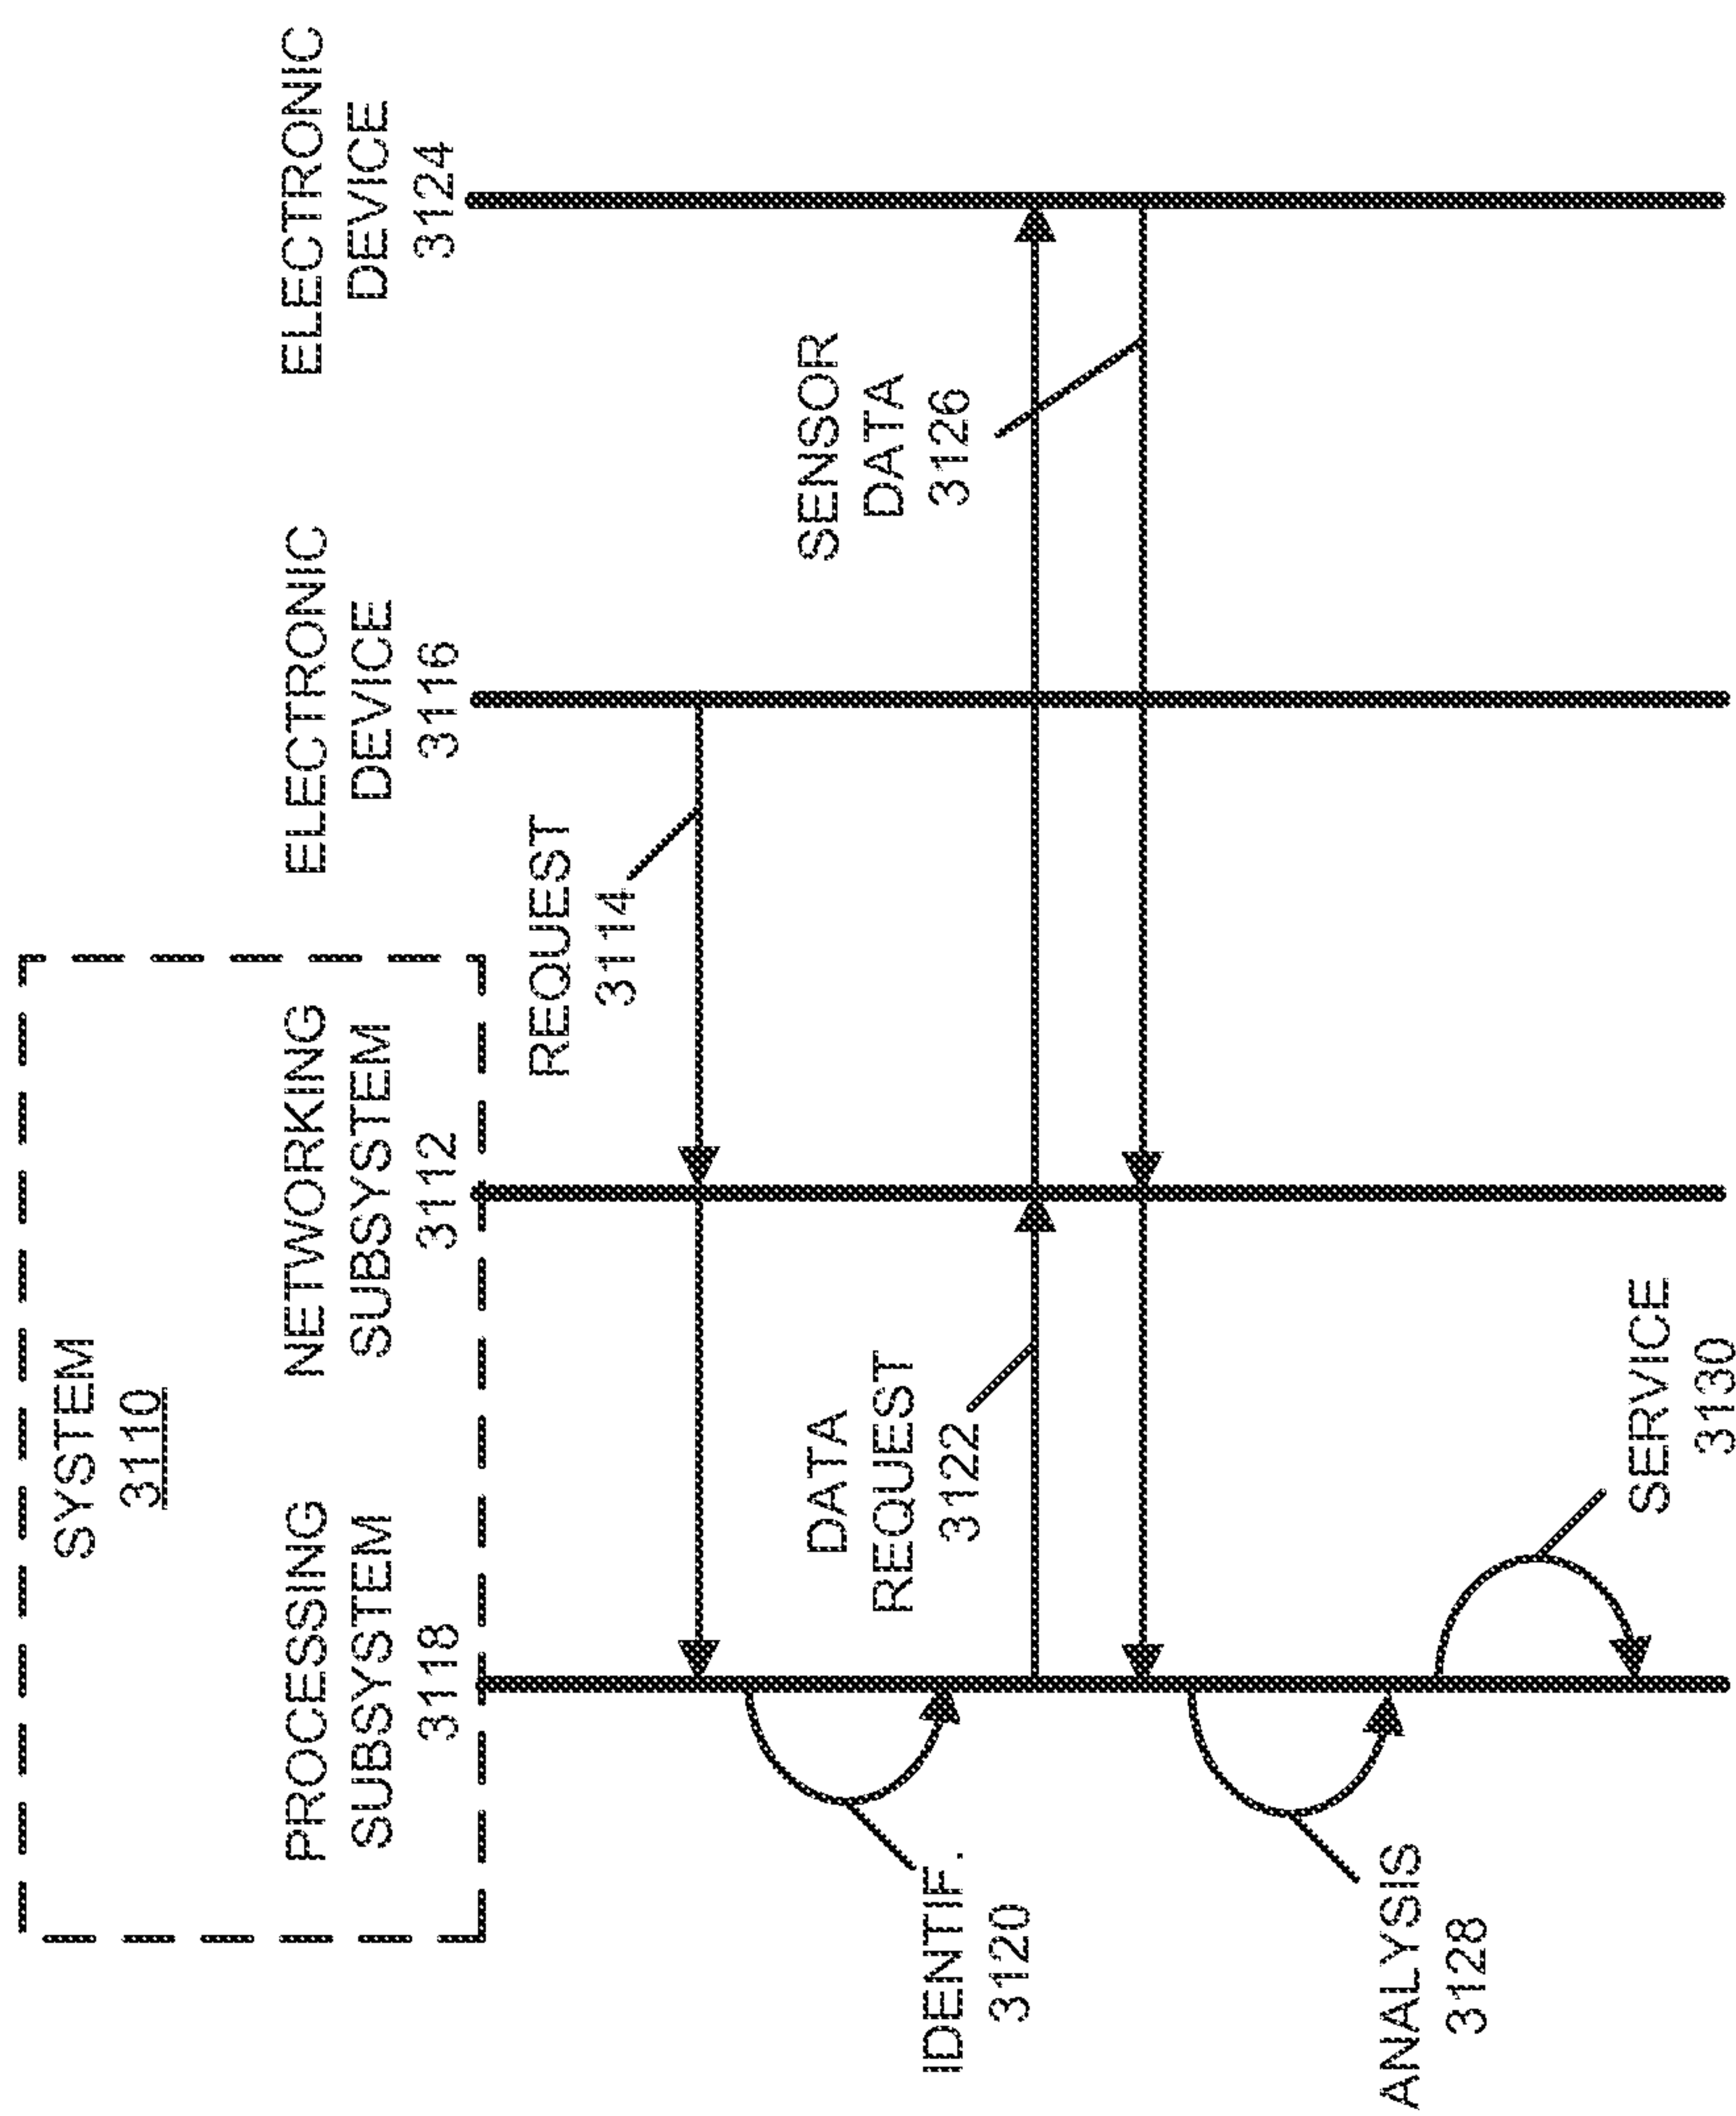 SYSTEM
3110
PROCESSING
SUBSYSTEM
3118
NETWORKING
SUBSYSTEM
3112
ELECTRONIC
DEVICE
3116
ELECTRONIC
DEVICE
3124
REQUEST
3114
IDENTIF.
3120
DATA
REQUEST
3122
SENSOR
DATA
3126
ANALYSIS
3128
SERVICE
3130